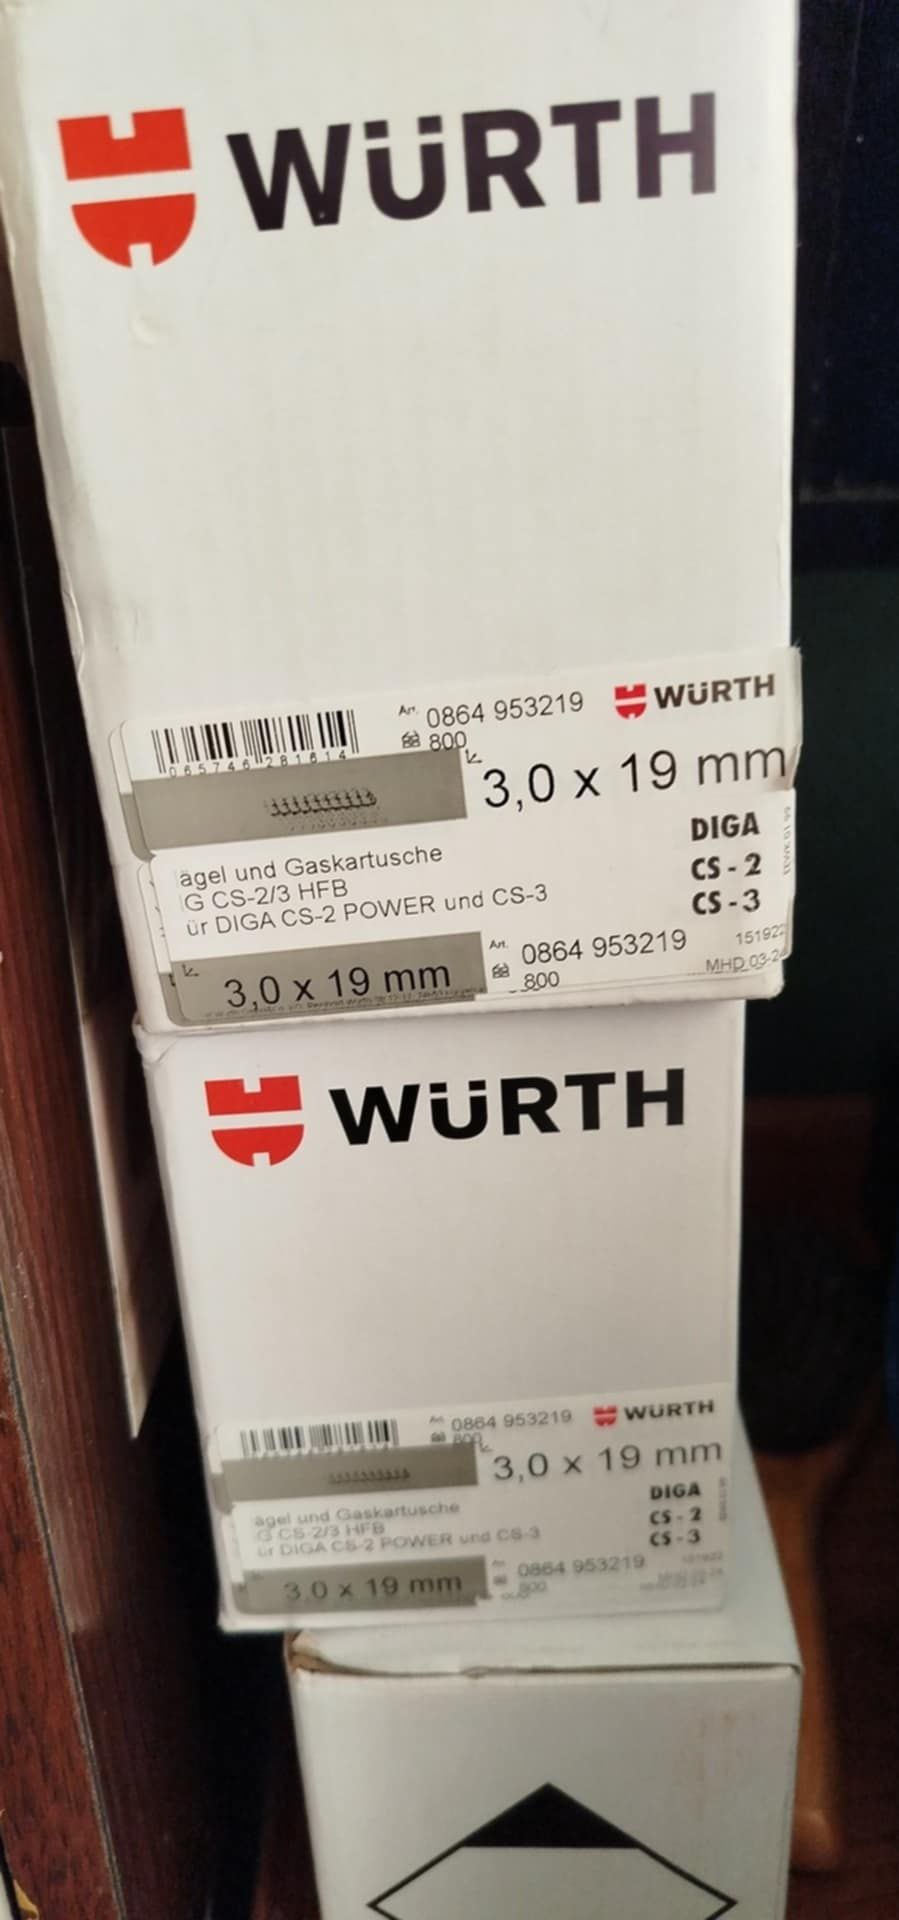 WÜRTH
Art. 0864 953219 WÜRTH
800
065746281614
3,0 x 19 mm
DIGA
CS-2
CS-3
ägel und Gaskartusche
G CS-2/3 HFB
ür DIGA CS-2 POWER und CS-3
3,0 x 19 mm
Art. 0864 953219
800
151922
MHD 03-2
WÜRTH
Art. 0864 953219 WÜRTH
800
3,0 x 19 mm
DIGA
CS-2
CS-3
ägel und Gaskartusche
G CS-2/3 HFB
ür DIGA CS-2 POWER und CS-3
3,0 x 19 mm
0864 953219
800